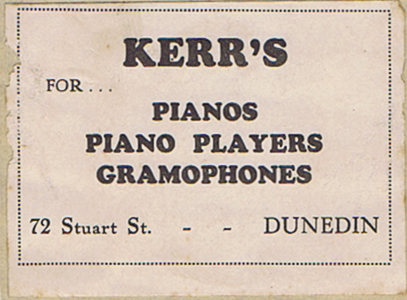 KERR'S
FOR...
PIANOS
PIANO PLAYERS
GRAMOPHONES
72 Stuart St. - - DUNEDIN